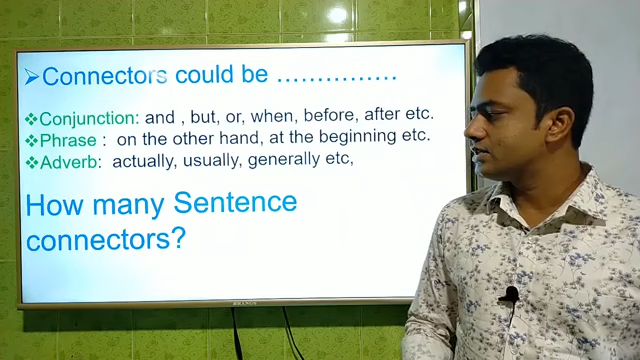 ➢Connectors could be ……………
❖Conjunction: and , but, or, when, before, after etc.
❖Phrase : on the other hand, at the beginning etc.
❖Adverb: actually, usually, generally etc,
How many Sentence
connectors?